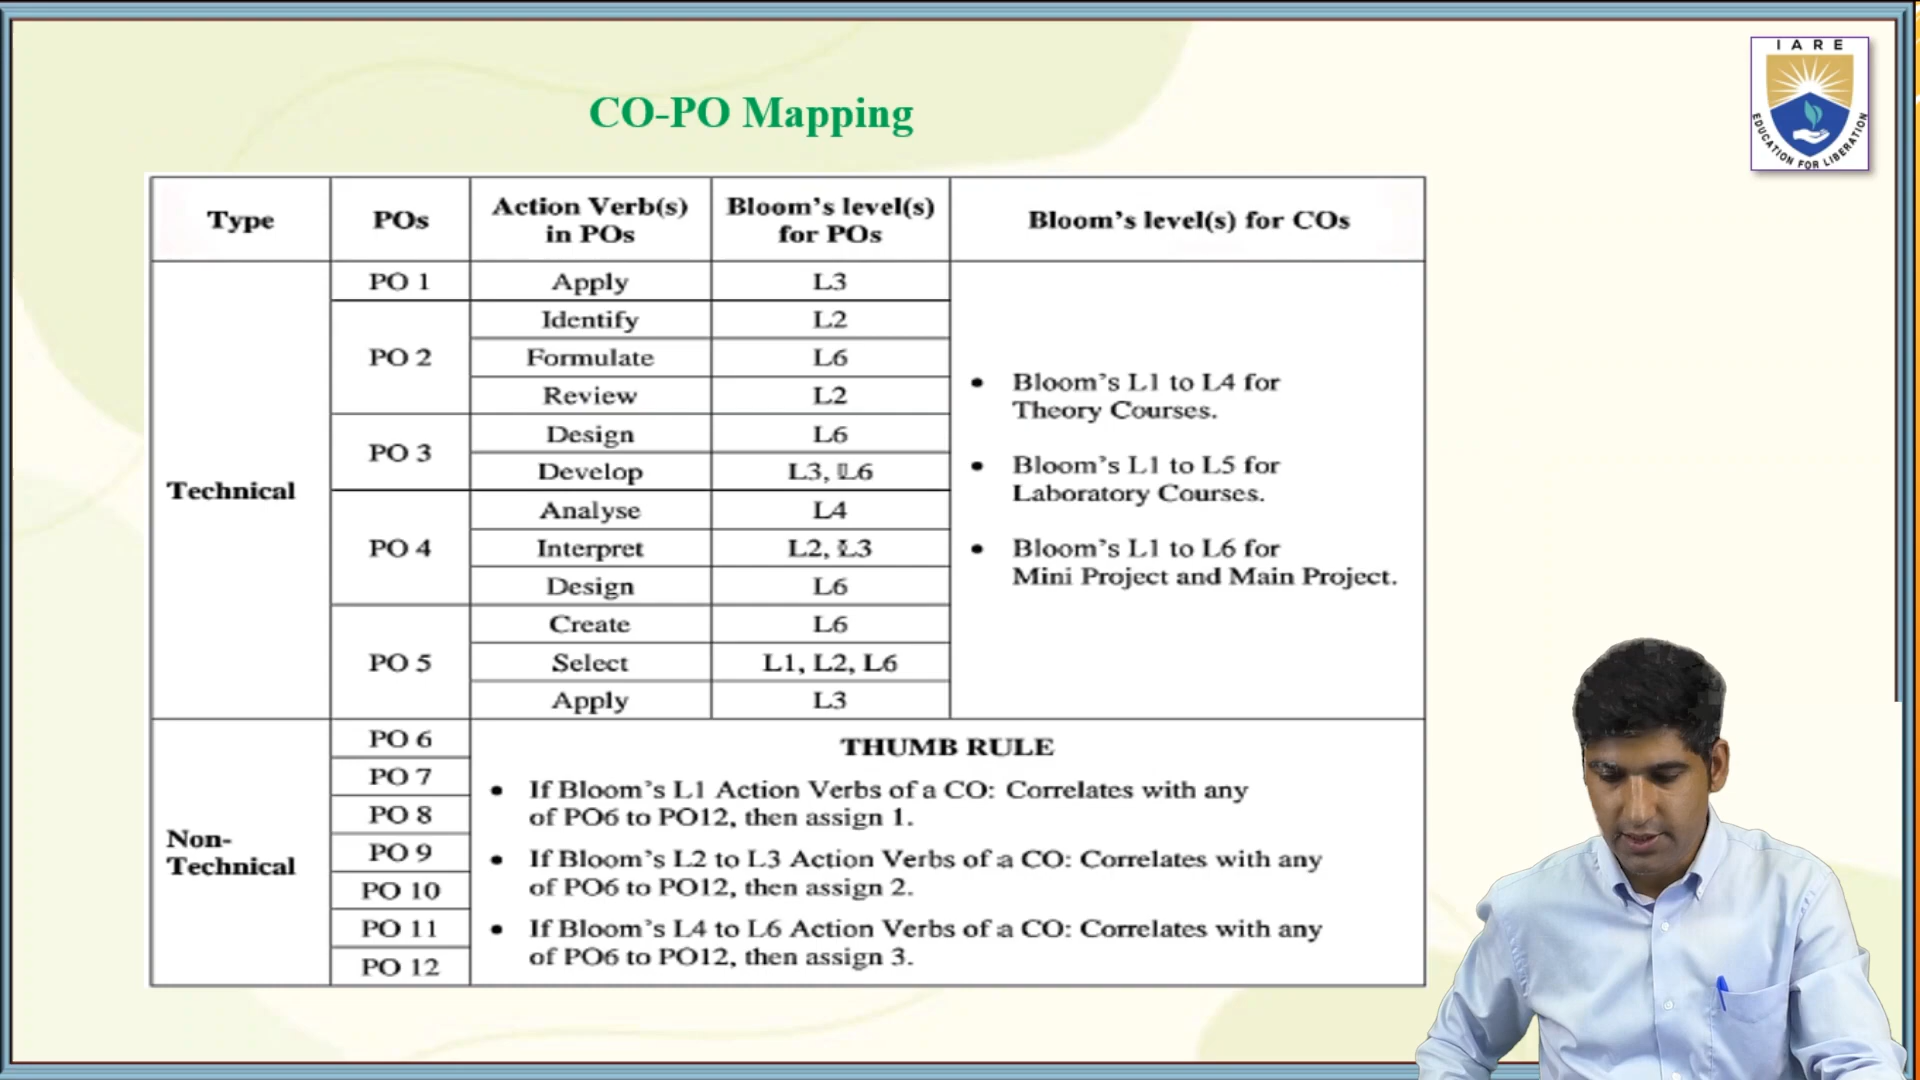 IARE
EDUCATION FOR LIBERATION
CO-PO Mapping
Type POs Action Verb(s) in POs Bloom's level(s) for POs Bloom's level(s) for COs
Technical
PO 1 Apply L3
PO 2 Identify L2
Formulate L6
Review L2
PO 3 Design L6
Develop L3, L6
PO 4 Analyse L4
Interpret L2, L3
Design L6
PO 5 Create L6
Select L1, L2, L6
Apply L3
• Bloom's L1 to L4 for
Theory Courses.
• Bloom's L1 to L5 for
Laboratory Courses.
• Bloom's L1 to L6 for
Mini Project and Main Project.
Non-
Technical
PO 6
PO 7
PO 8
PO 9
PO 10
PO 11
PO 12
THUMB RULE
• If Bloom's L1 Action Verbs of a CO: Correlates with any
of PO6 to PO12, then assign 1.
• If Bloom's L2 to L3 Action Verbs of a CO: Correlates with any
of PO6 to PO12, then assign 2.
• If Bloom's L4 to L6 Action Verbs of a CO: Correlates with any
of PO6 to PO12, then assign 3.